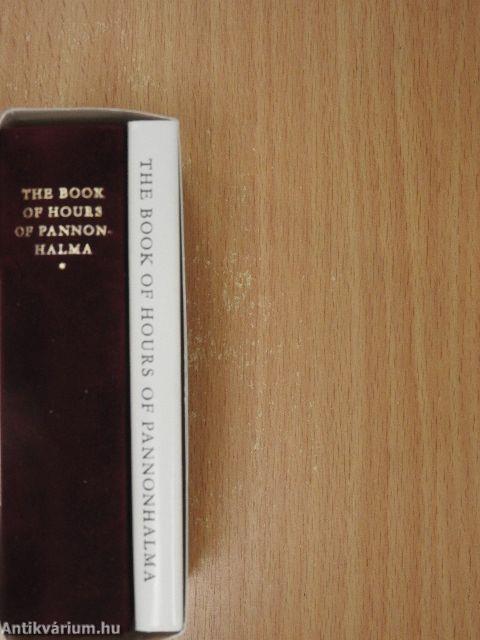 THE BOOK
OF HOURS
OF PANNON-
HALMA
THE BOOK OF HOURS OF PANNONHALMA
Antikvárium.hu